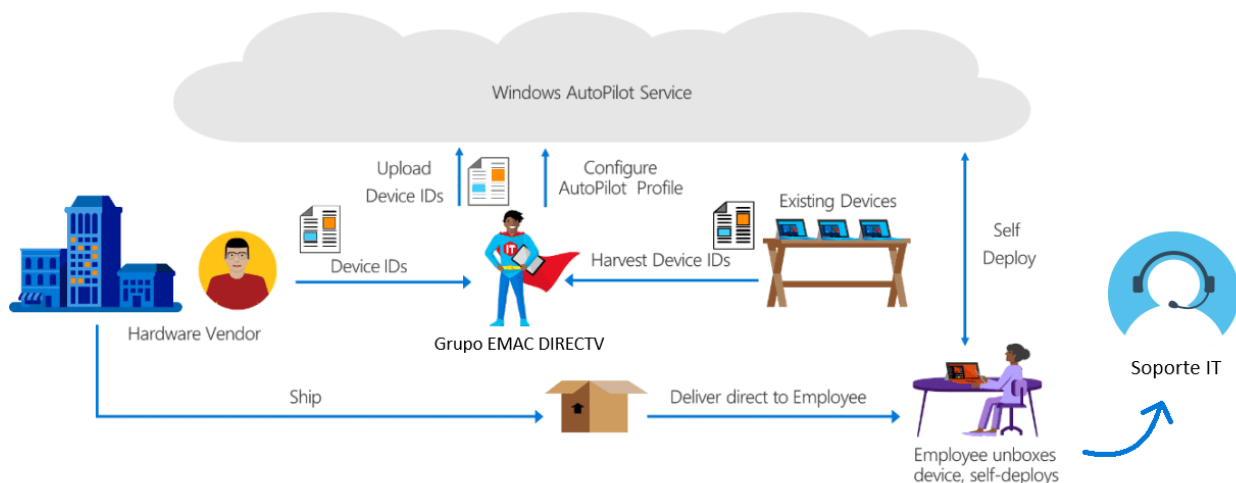 Windows AutoPilot Service
Upload
Device IDs
Configure
AutoPilot Profile
Existing Devices
Self
Deploy
Device IDs
IT
Harvest Device IDs
Hardware Vendor
Grupo EMAC DIRECTV
Soporte IT
Ship
Deliver direct to Employee
Employee unboxes
device, self-deploys